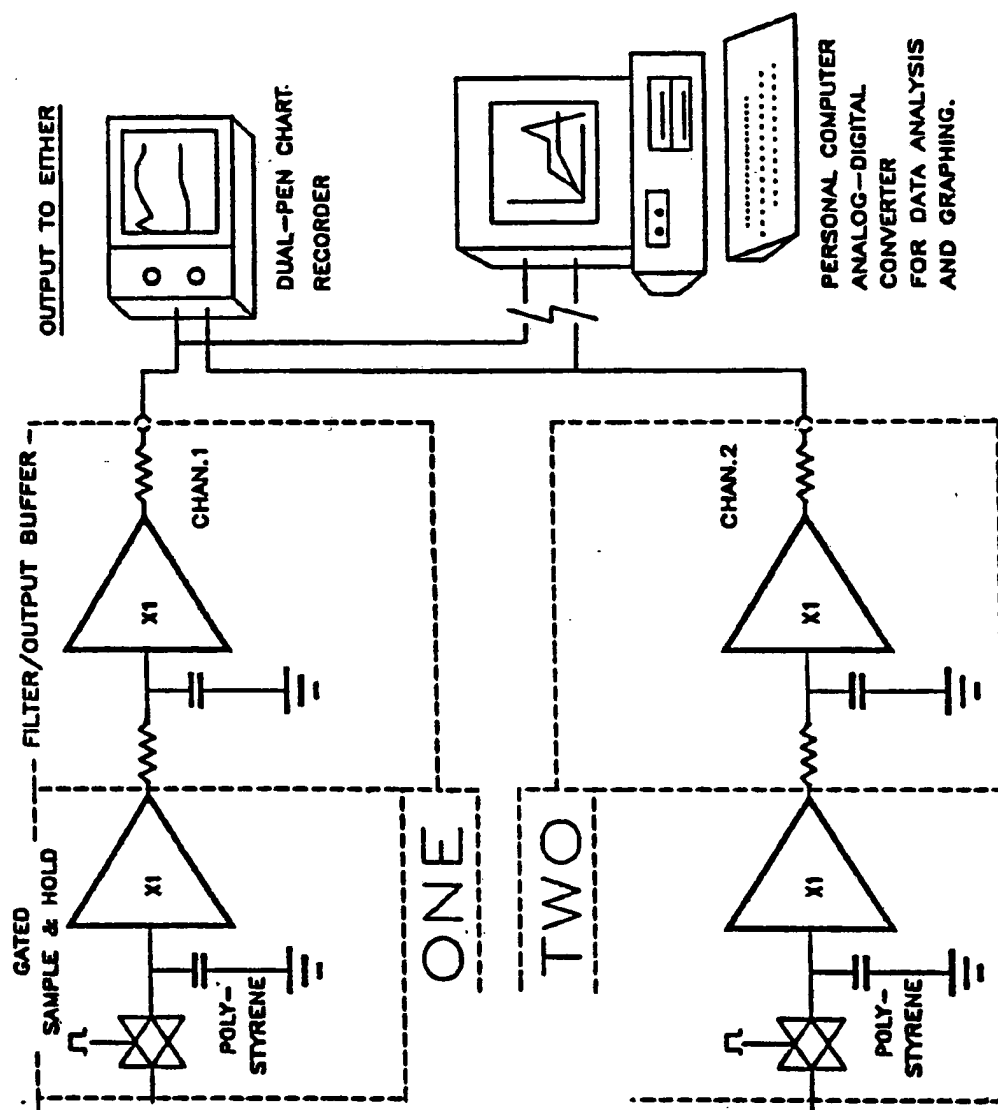 GATED
SAMPLE & HOLD
FILTER/OUTPUT BUFFER
OUTPUT TO EITHER
X1
X1
CHAN.1
POLY-
STYRENE
DUAL-PEN CHART.
RECORDER
ONE
TWO
X1
X1
CHAN.2
POLY-
STYRENE
PERSONAL COMPUTER
ANALOG-DIGITAL
CONVERTER
FOR DATA ANALYSIS
AND GRAPHING.